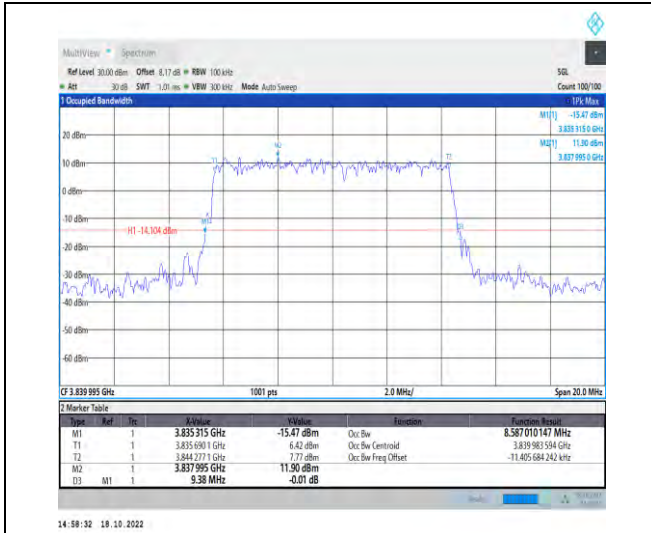 MultiView Spectrum
Ref Level 30.00 dBm Offset 8.17 dB RBW 100 kHz SGL
Att 30 dB SWT 1.01 ms VBW 300 kHz Mode Auto Sweep Count 100/100
1 Occupied Bandwidth 1Pk Max
M1[1] -15.47 dBm
3.835 315 0 GHz
M2[1] 11.90 dBm
3.837 995 0 GHz
20 dBm
M2
10 dBm
T1
T2
0 dBm
-10 dBm
M1
H1 -14.104 dBm
D3
-20 dBm
-30 dBm
-40 dBm
-50 dBm
-60 dBm
CF 3.839 995 GHz 1001 pts 2.0 MHz/ Span 20.0 MHz
2 Marker Table
Type Ref Trc X-Value Y-Value Function Function Result
M1 1 3.835 315 GHz -15.47 dBm Occ Bw 8.587 010 147 MHz
T1 1 3.835 690 1 GHz 6.42 dBm Occ Bw Centroid 3.839 983 594 GHz
T2 1 3.844 277 1 GHz 7.77 dBm Occ Bw Freq Offset -11.405 684 242 kHz
M2 1 3.837 995 GHz 11.90 dBm
D3 M1 1 9.38 MHz -0.01 dB
14:58:32 18.10.2022